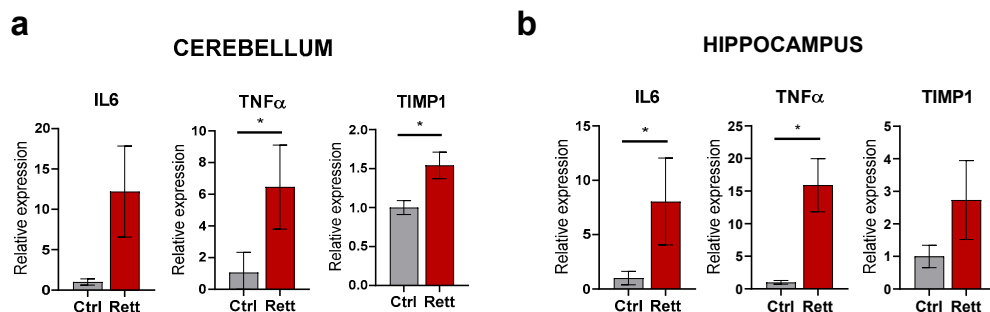 a
CEREBELLUM
IL6
Relative expression
20
15
10
5
0
Ctrl Rett
TNFα
*
Relative expression
10
8
6
4
2
0
Ctrl Rett
TIMP1
*
Relative expression
2.0
1.5
1.0
0.5
0.0
Ctrl Rett
b
HIPPOCAMPUS
IL6
*
Relative expression
15
10
5
0
Ctrl Rett
TNFα
*
Relative expression
25
20
15
10
5
0
Ctrl Rett
TIMP1
Relative expression
5
4
3
2
1
0
Ctrl Rett